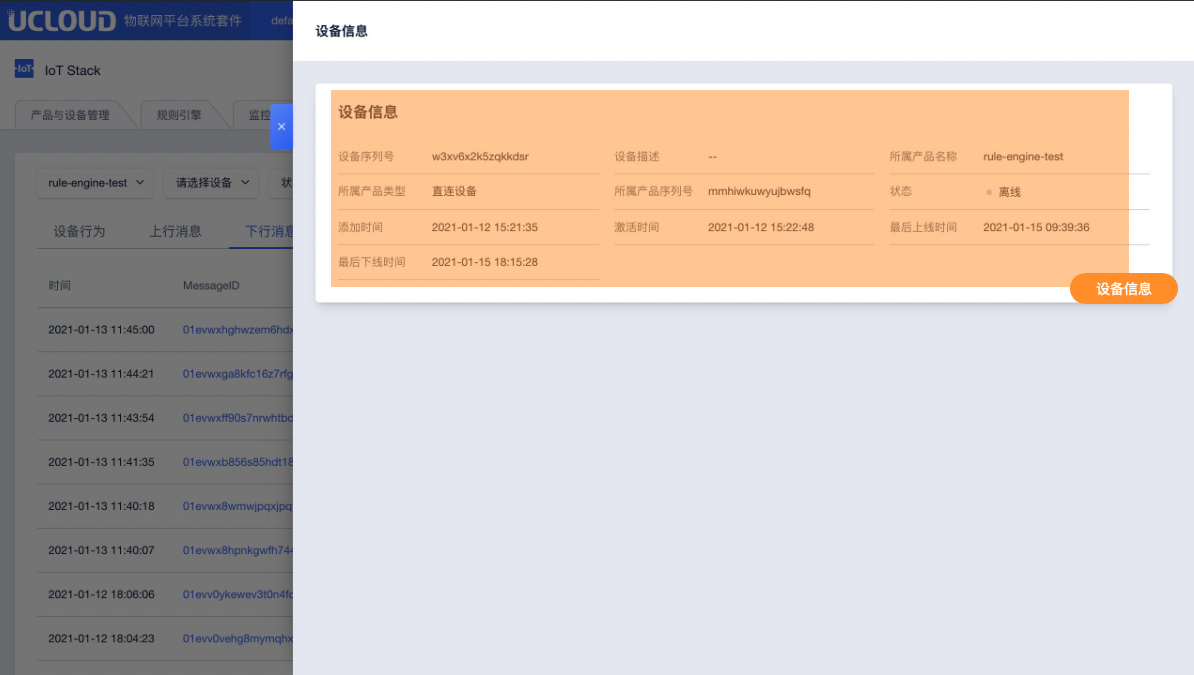 UCLOUD 物联网平台系统套件 defa
IoT Stack
产品与设备管理 规则引擎 监控
rule-engine-test 请选择设备 状
设备行为 上行消息 下行消息
时间 MessageID
2021-01-13 11:45:00 01evwxhghwzem6hdx
2021-01-13 11:44:21 01evwxga8kfc16z7rfg
2021-01-13 11:43:54 01evwxff90s7nrwhtbc
2021-01-13 11:41:35 01evwxb856s85hdt18
2021-01-13 11:40:18 01evwx8wmwjpqxjpq
2021-01-13 11:40:07 01evwx8hpnkgwfh744
2021-01-12 18:06:06 01evv0ykewev3t0n4fc
2021-01-12 18:04:23 01evv0vehg8mymqhx
设备信息
设备信息
设备序列号 w3xv6x2k5zqkkdsr 设备描述 -- 所属产品名称 rule-engine-test
所属产品类型 直连设备 所属产品序列号 mmhiwkuwyujbwsfq 状态 离线
添加时间 2021-01-12 15:21:35 激活时间 2021-01-12 15:22:48 最后上线时间 2021-01-15 09:39:36
最后下线时间 2021-01-15 18:15:28
设备信息